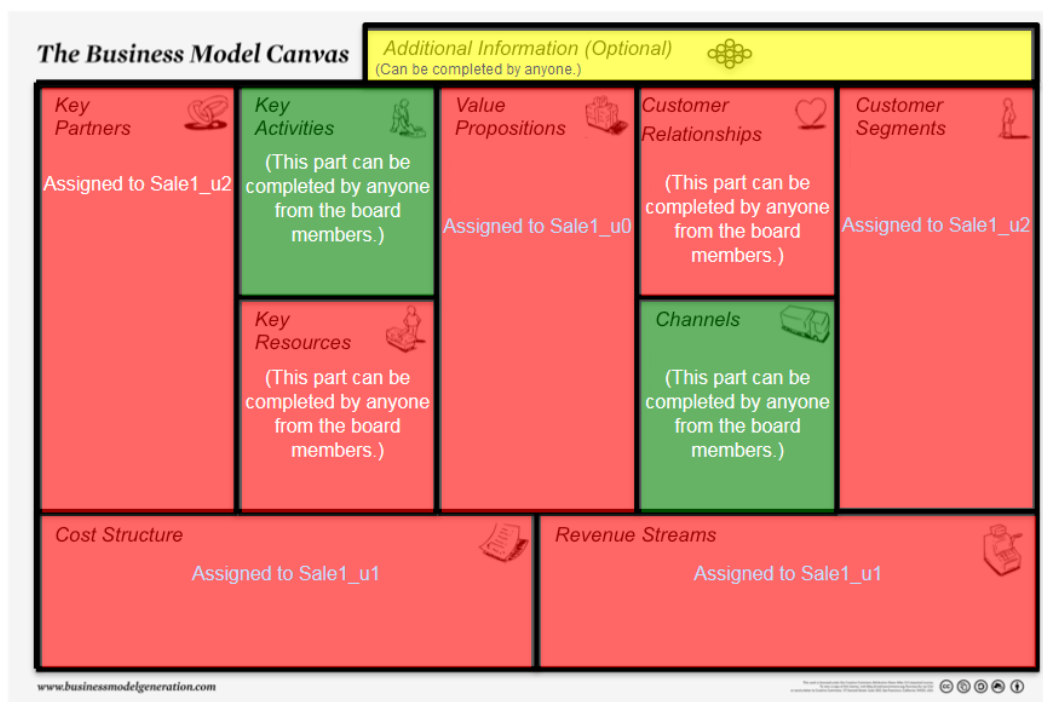 The Business Model Canvas
Additional Information (Optional)
(Can be completed by anyone.)
Key
Partners
Assigned to Sale1_u2
Key
Activities
(This part can be
completed by anyone
from the board
members.)
Key
Resources
(This part can be
completed by anyone
from the board
members.)
Value
Propositions
Assigned to Sale1_u0
Customer
Relationships
(This part can be
completed by anyone
from the board
members.)
Channels
(This part can be
completed by anyone
from the board
members.)
Customer
Segments
Assigned to Sale1_u2
Cost Structure
Assigned to Sale1_u1
Revenue Streams
Assigned to Sale1_u1
www.businessmodelgeneration.com